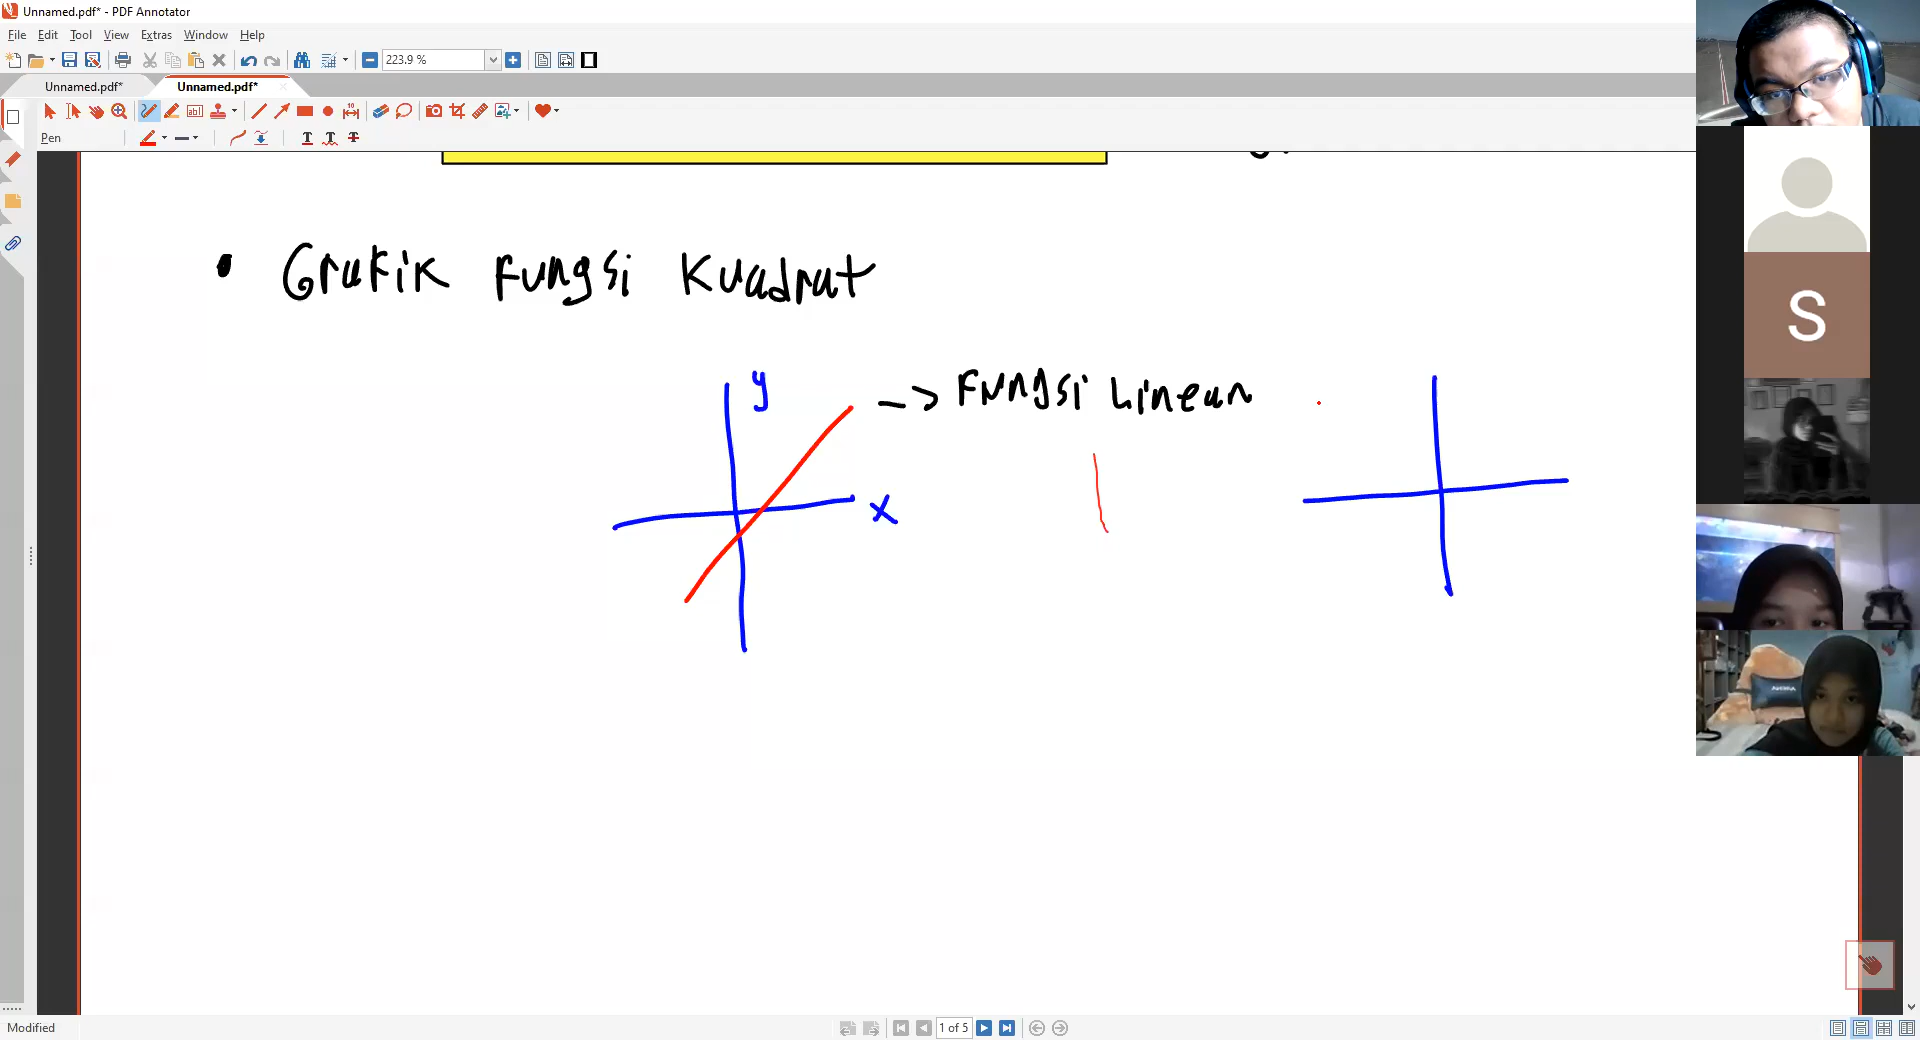 Unnamed.pdf* - PDF Annotator
File Edit Tool View Extras Window Help
223.9 %
Unnamed.pdf* Unnamed.pdf*
Pen
• Grafik Fungsi Kuadrat
y
-> Fungsi Linear
x
S
Modified
1 of 5